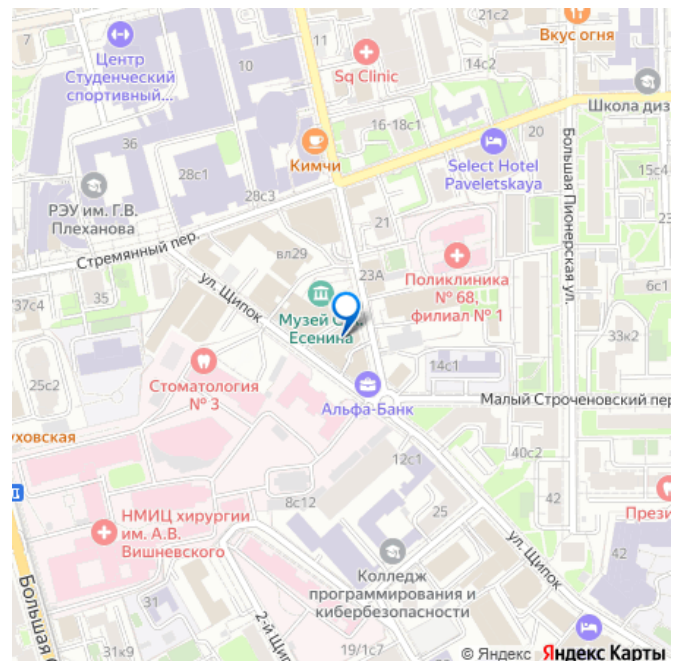 7
Центр
Студенческий
спортивный...
11
21с2
Вкус огня
10
Sq Clinic
14с2
Школа диз
36
16-18с1
20
Кимчи
Select Hotel
Paveletskaya
Большая Пионерская ул.
15с4
28с1
28с3
РЭУ им. Г.В.
Плеханова
Стремянный пер.
21
вл29
23А
Поликлиника
№ 68,
филиал № 1
6с1
37с4
35
ул. Щипок
Музей С.
Есенина
33к2
Стоматология
№ 3
14с1
25с2
Альфа-Банк
Малый Строченовский пер
уховская
40с2
12с1
8с12
42
НМИЦ хирургии
им. А.В.
Вишневского
25
Прези
ул. Щипок
42
Колледж
программирования и
кибербезопасности
31
Большая
2-й Щип
31к9
19/1с7
© Яндекс Яндекс Карты